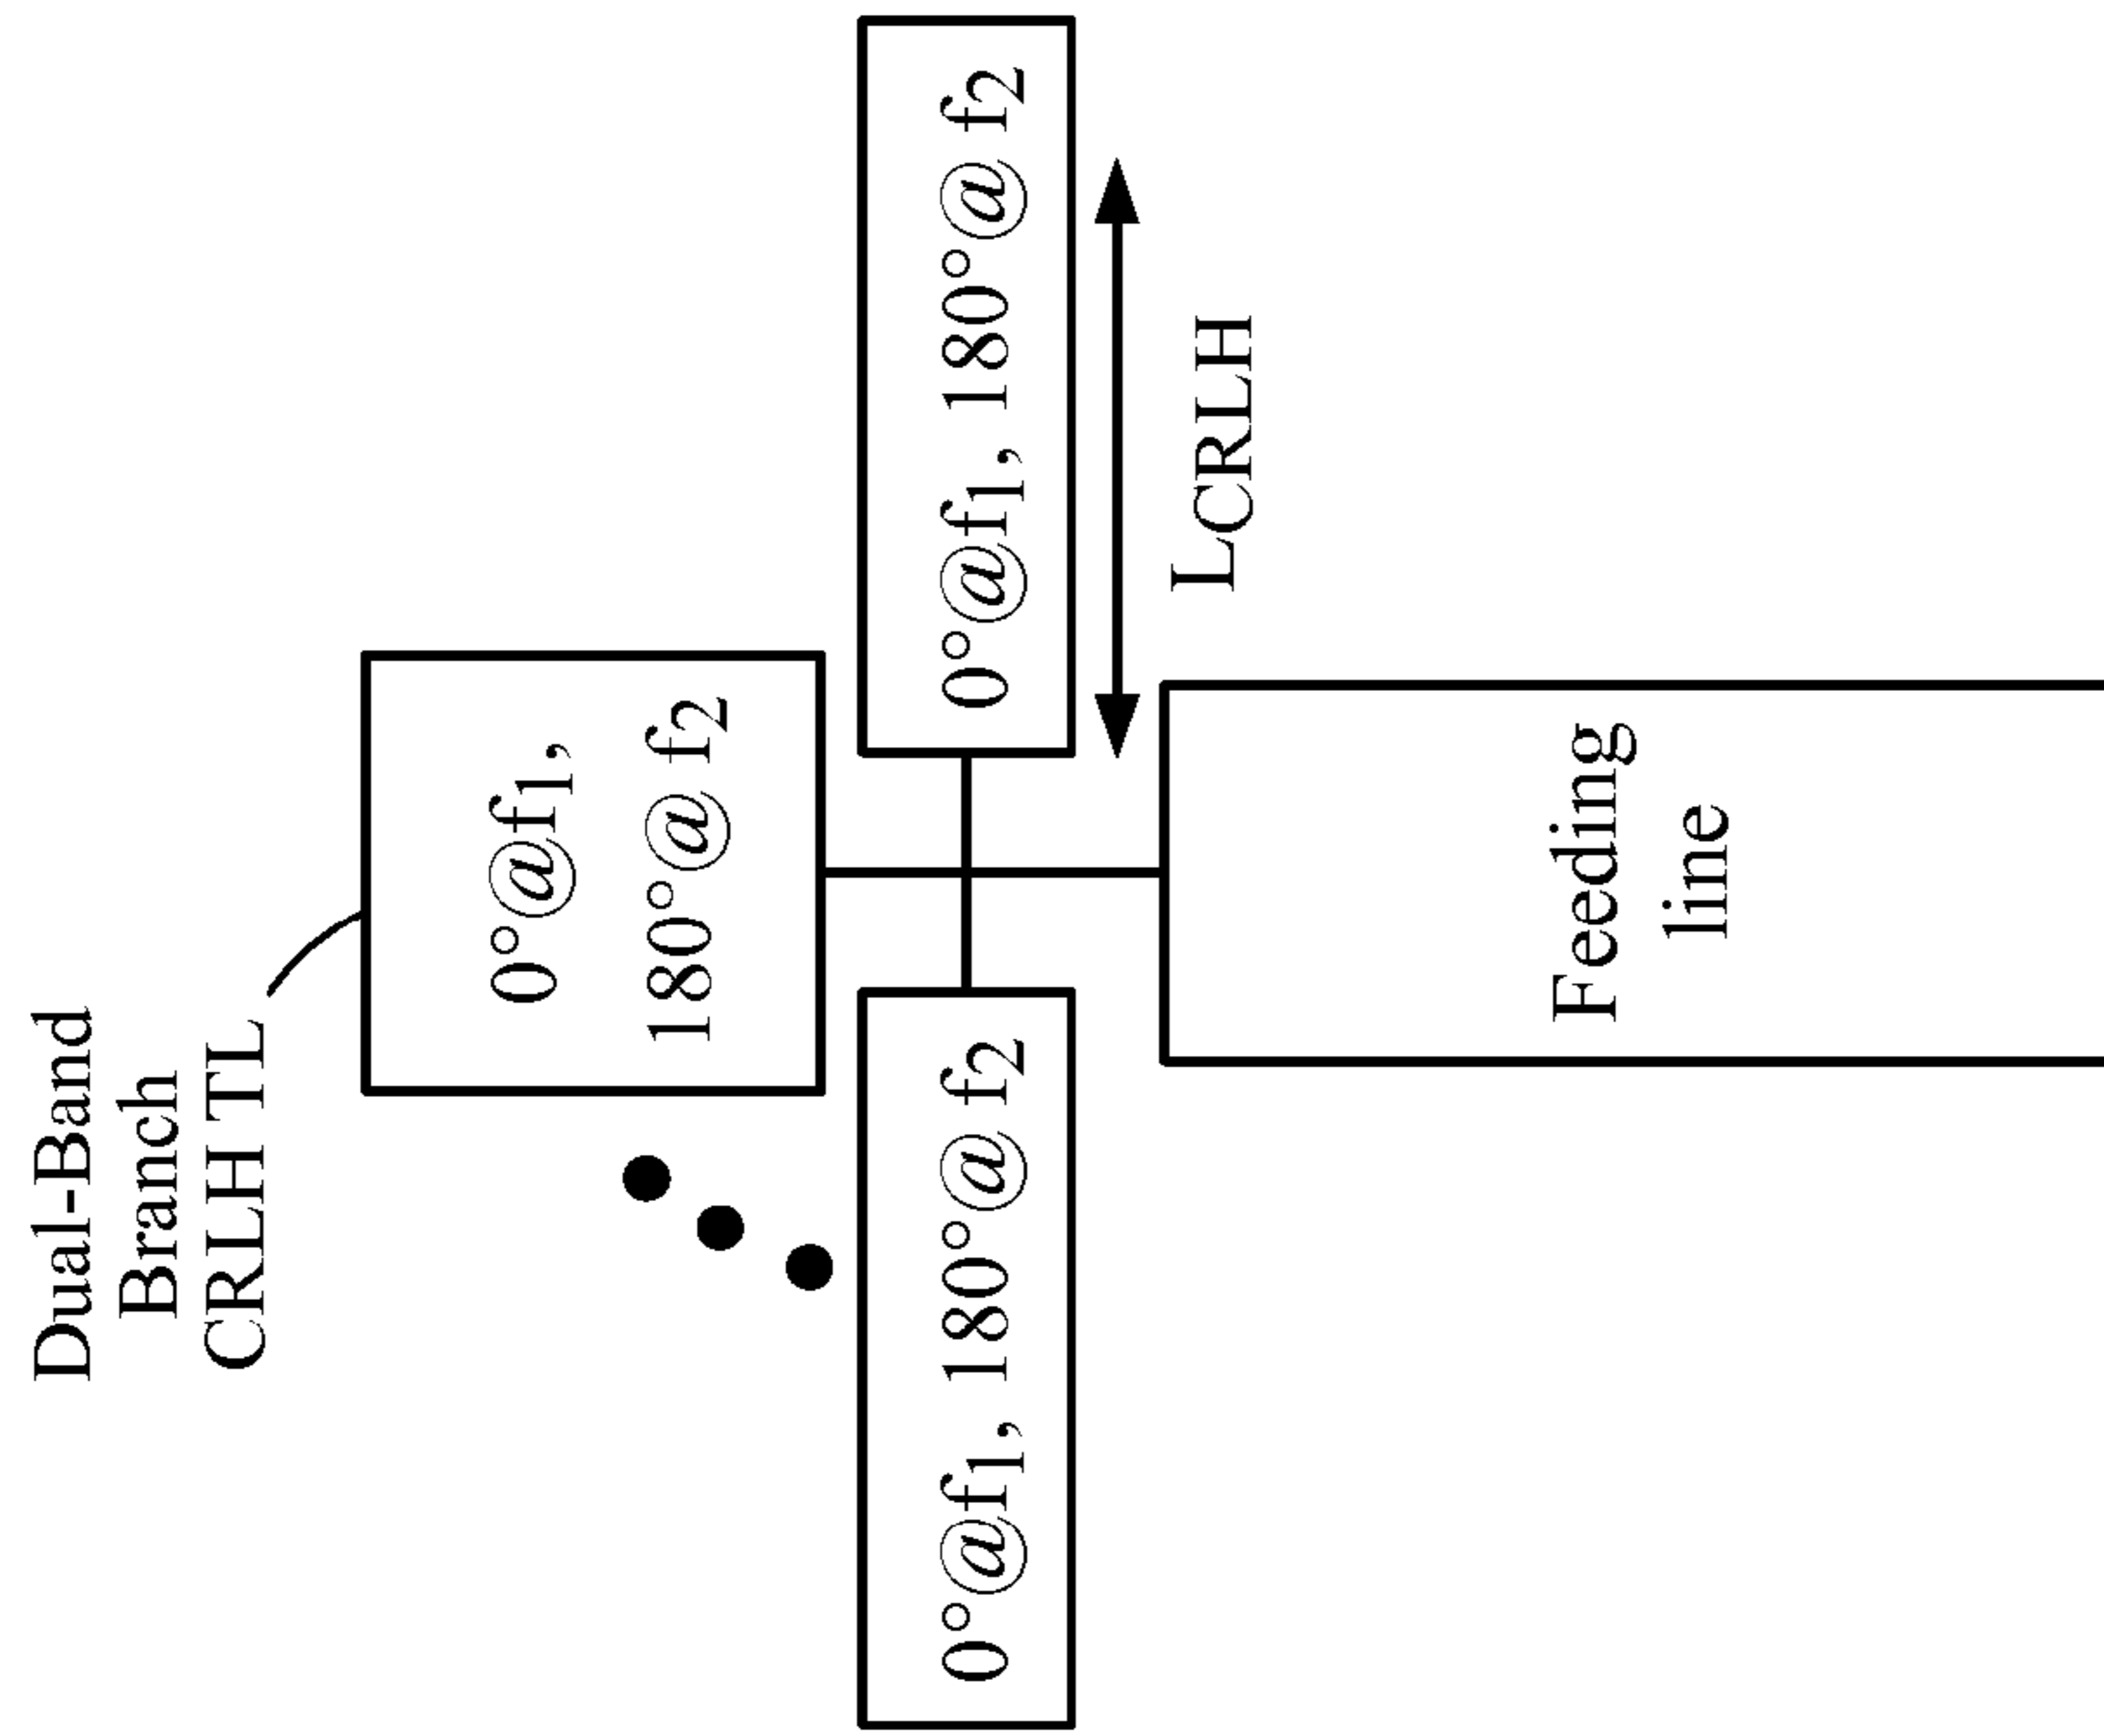 Dual-Band
Branch
CRLH TL
0°@f1,
180°@ f2
0°@f1, 180°@ f2
0°@f1, 180°@ f2
LCRLH
Feeding
line